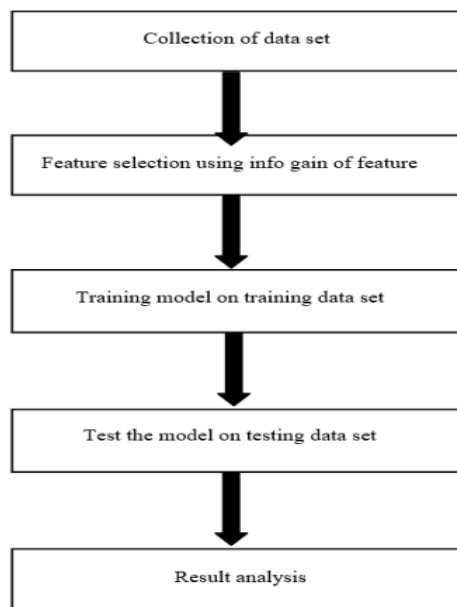 Collection of data set
Feature selection using info gain of feature
Training model on training data set
Test the model on testing data set
Result analysis